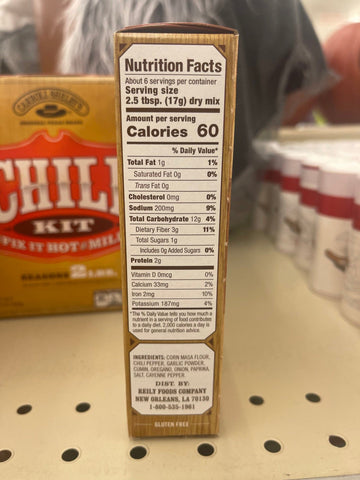 CARROLL SHELBY'S
CHILI
KIT
FIX IT HOT OR MILD
SEASONS 2 LBS.
Nutrition Facts
About 6 servings per container
Serving size
2.5 tbsp. (17g) dry mix
Amount per serving
Calories 60
% Daily Value*
Total Fat 1g 1%
Saturated Fat 0g 0%
Trans Fat 0g
Cholesterol 0mg 0%
Sodium 200mg 9%
Total Carbohydrate 12g 4%
Dietary Fiber 3g 11%
Total Sugars 1g
Includes 0g Added Sugars 0%
Protein 2g
Vitamin D 0mcg 0%
Calcium 33mg 2%
Iron 2mg 10%
Potassium 187mg 4%
*The % Daily Value tells you how much a
nutrient in a serving of food contributes
to a daily diet. 2,000 calories a day is
used for general nutrition advice.
INGREDIENTS: CORN MASA FLOUR,
CHILI PEPPER, GARLIC POWDER,
CUMIN, OREGANO, ONION, PAPRIKA,
SALT, CAYENNE PEPPER.
DIST. BY:
REILY FOODS COMPANY
NEW ORLEANS, LA 70130
1-800-535-1961
GLUTEN FREE